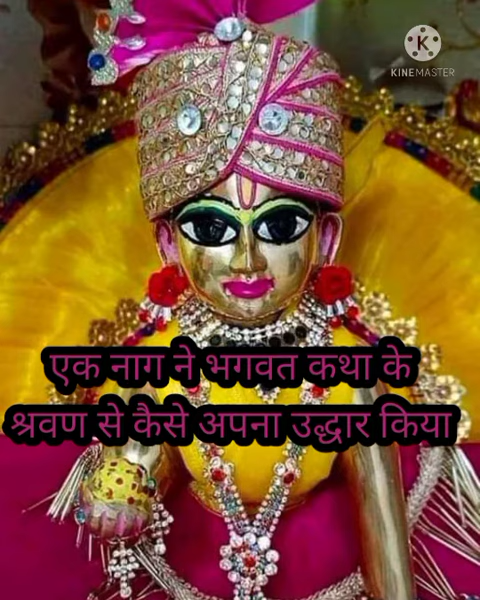 K
KINEMASTER
एक नाग ने भगवत कथा के
श्रवण से कैसे अपना उद्धार किया